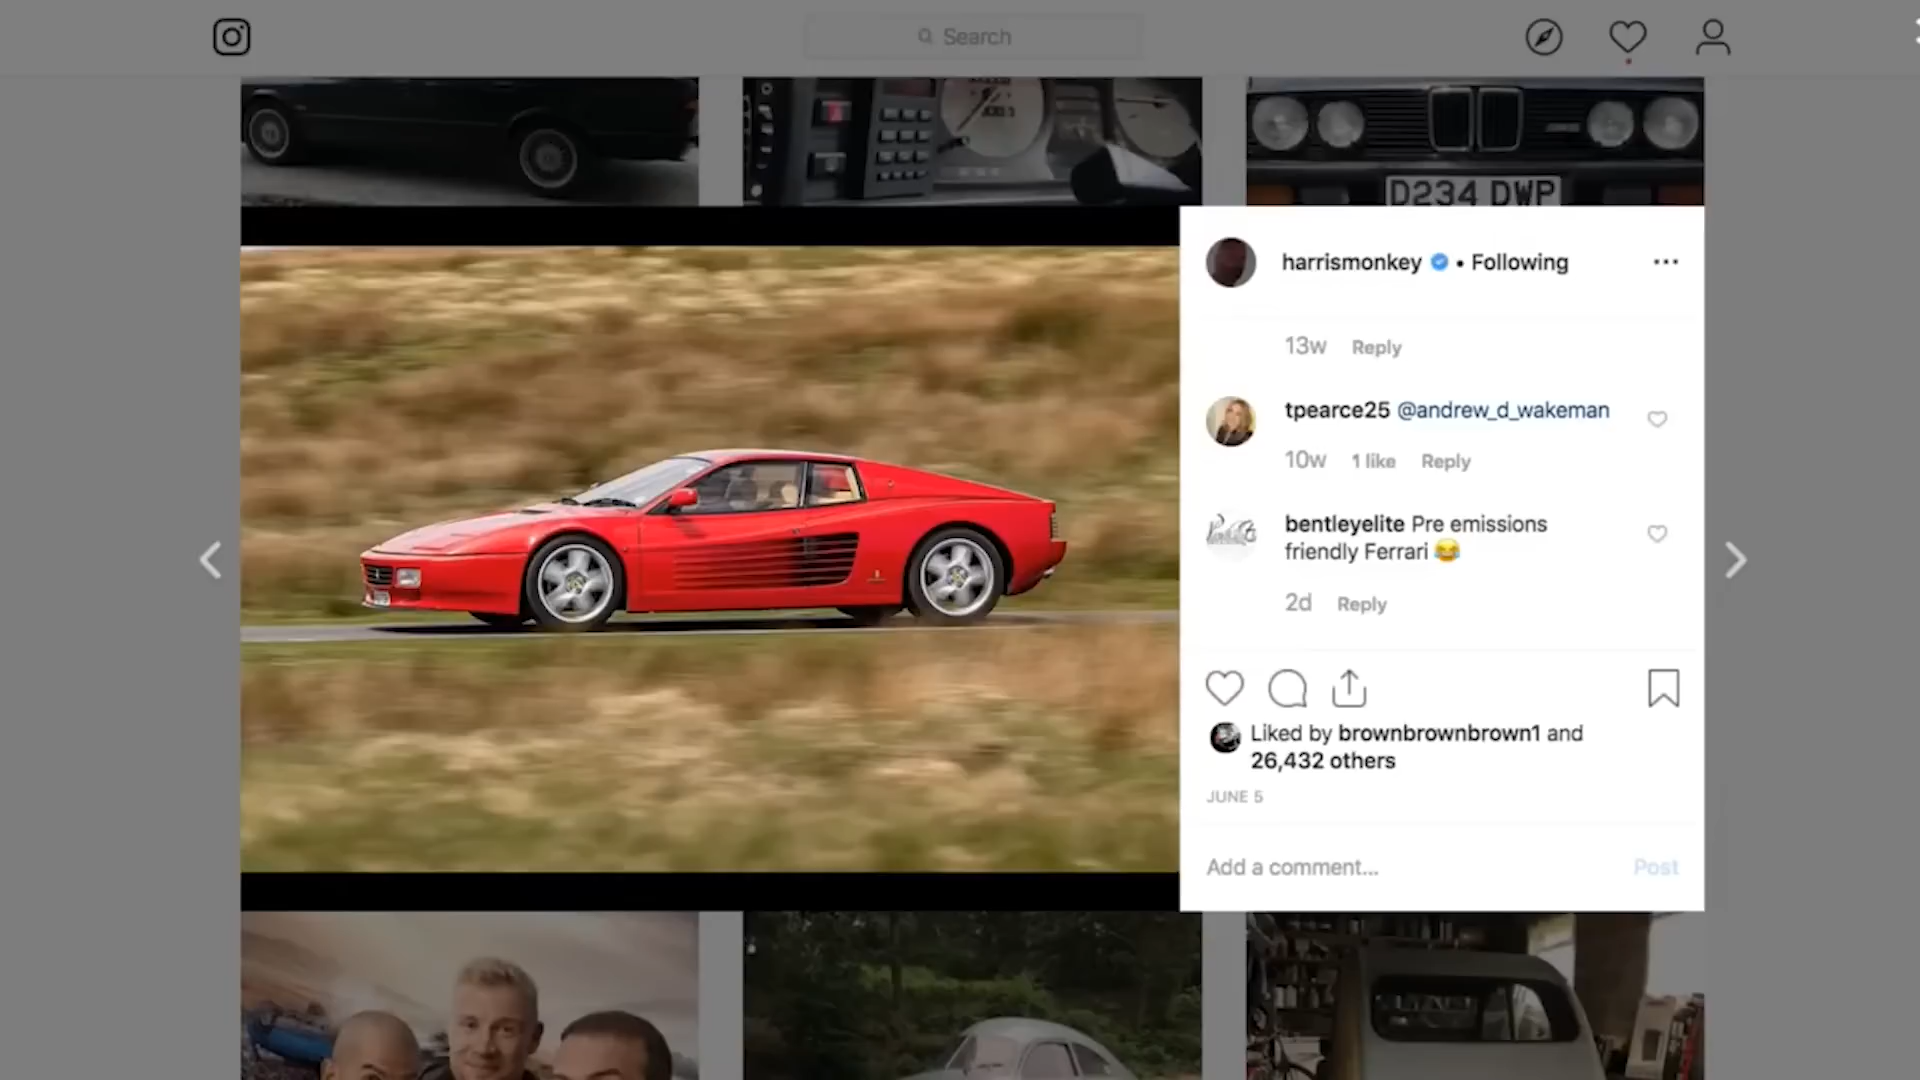 Search
D234 DWP
harrismonkey • Following
13w Reply
tpearce25 @andrew_d_wakeman
10w 1 like Reply
bentleyelite Pre emissions
friendly Ferrari 😂
2d Reply
Liked by brownbrownbrown1 and
26,432 others
JUNE 5
Add a comment...
Post